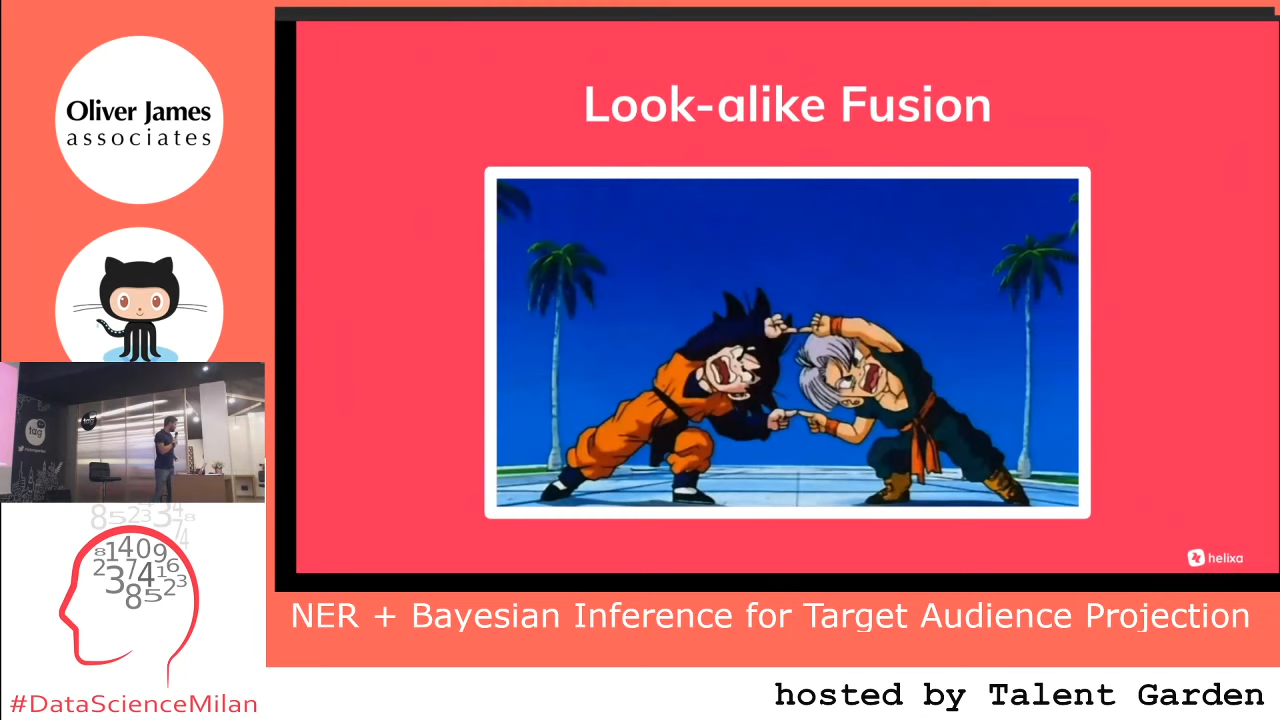 Oliver James
associates
Look-alike Fusion
helixa
tag
NER + Bayesian Inference for Target Audience Projection
#DataScienceMilan
hosted by Talent Garden